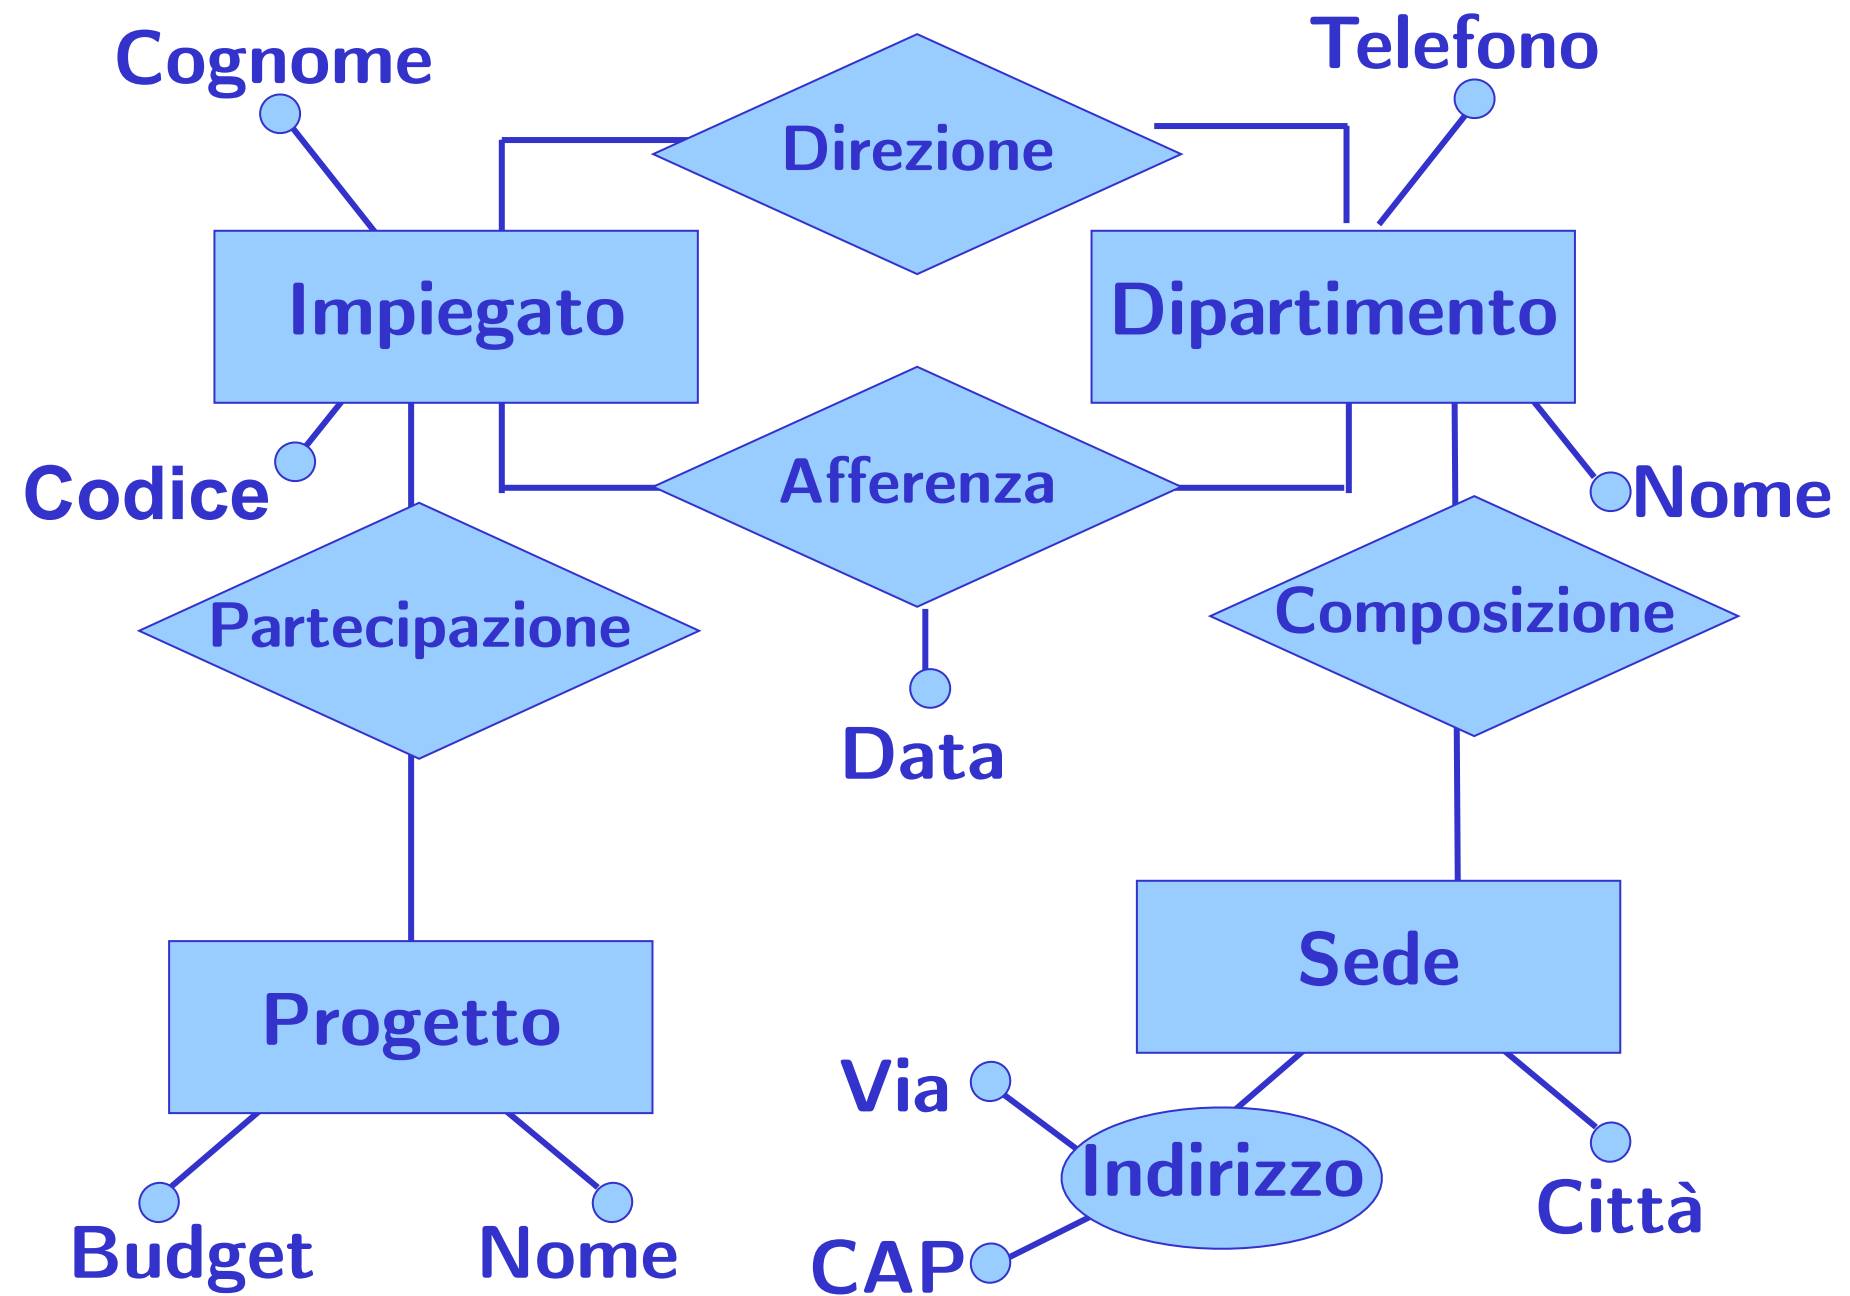 Cognome
Telefono
Direzione
Impiegato
Dipartimento
Codice
Afferenza
Nome
Partecipazione
Composizione
Data
Sede
Progetto
Via
Indirizzo
Città
Budget
Nome
CAP